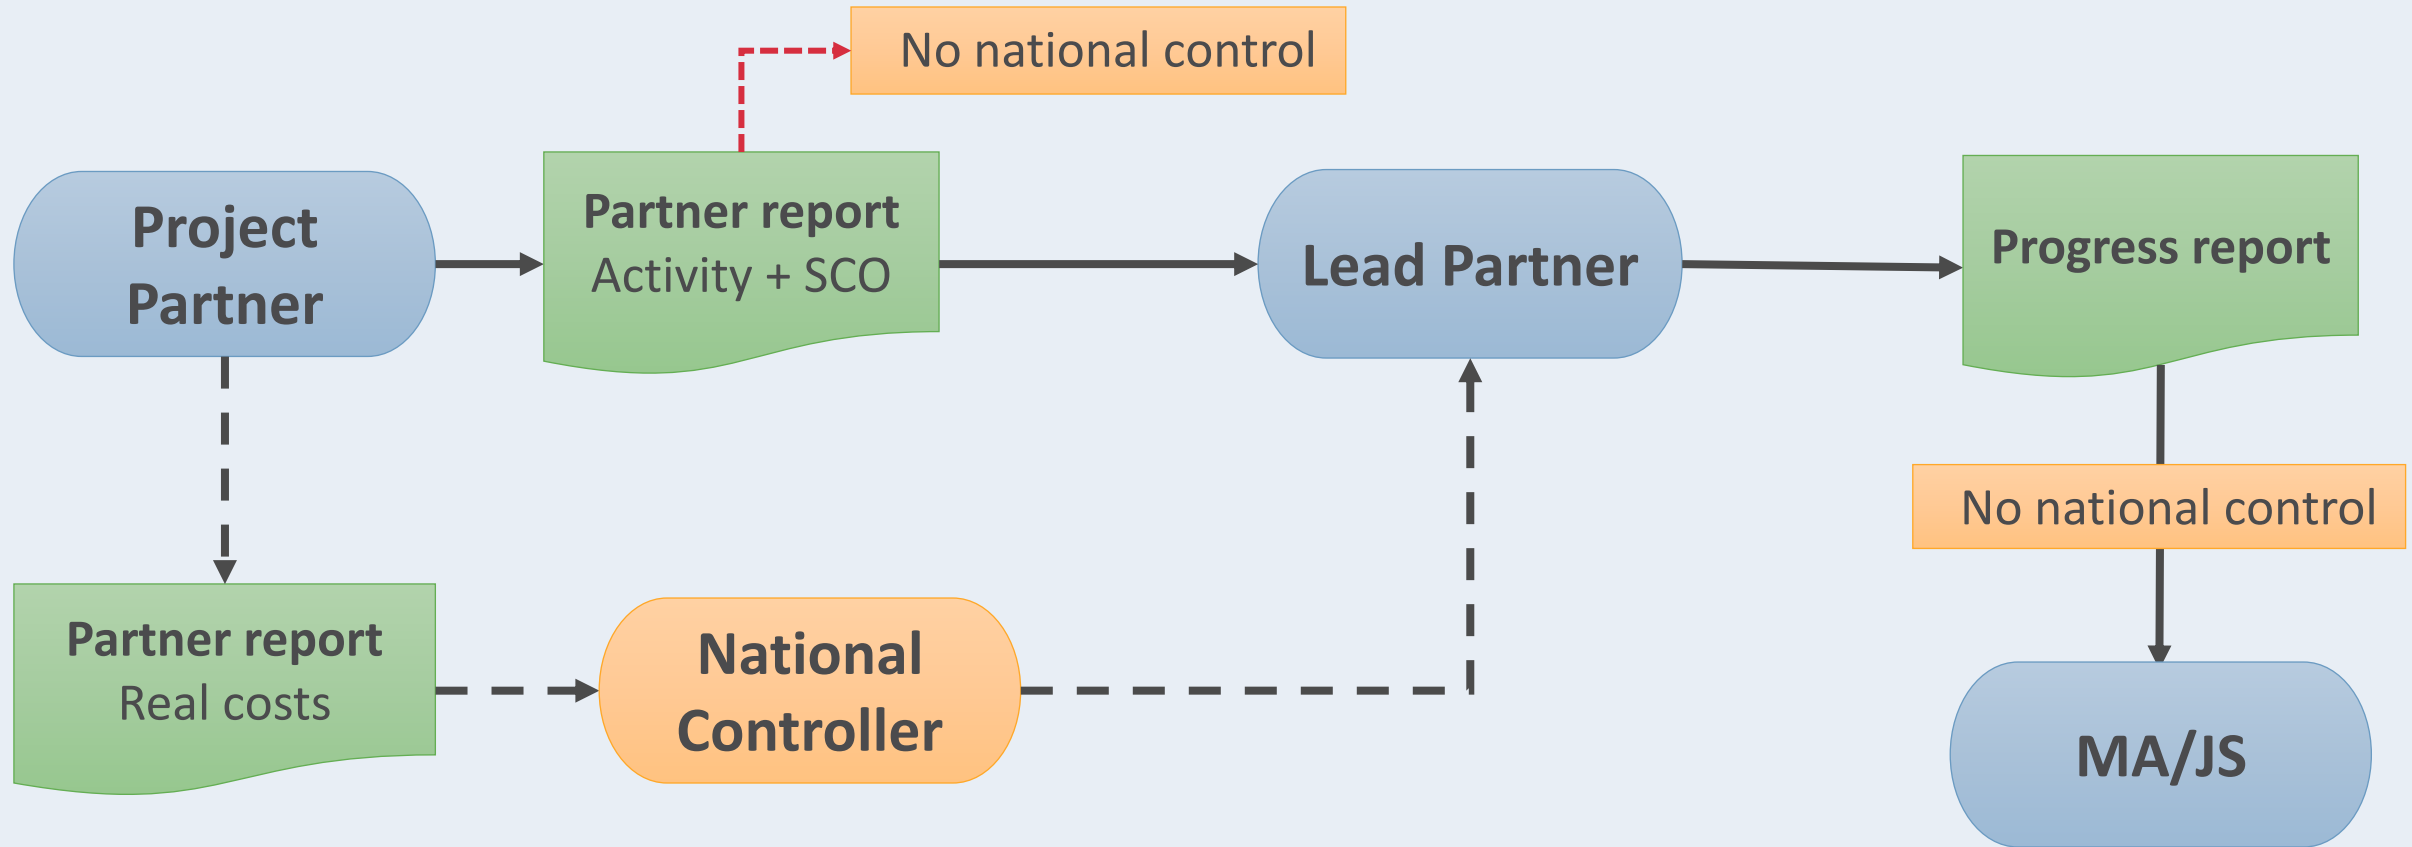 No national control
Project
Partner
Partner report
Activity + SCO
Lead Partner
Progress report
No national control
Partner report
Real costs
National
Controller
MA/JS